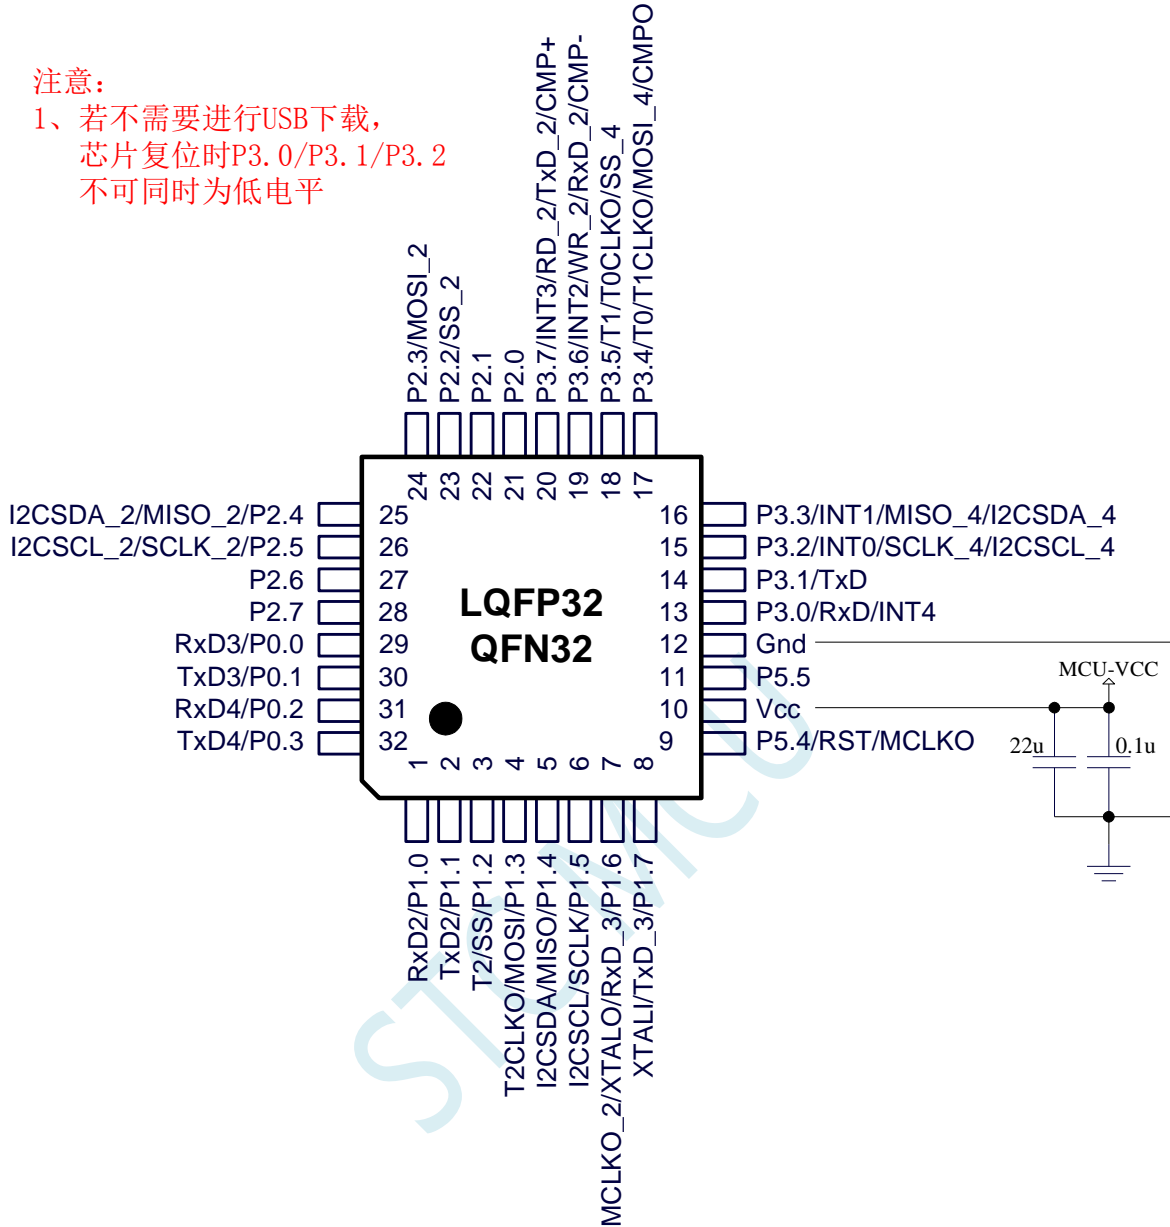 注意：
1、若不需要进行USB下载，
芯片复位时P3.0/P3.1/P3.2
不可同时为低电平
P2.3/MOSI_2
P2.2/SS_2
P2.1
P2.0
P3.7/INT3/RD_2/TxD_2/CMP+
P3.6/INT2/WR_2/RxD_2/CMP-
P3.5/T1/T0CLKO/SS_4
P3.4/T0/T1CLKO/MOSI_4/CMPO
24
23
22
21
20
19
18
17
I2CSDA_2/MISO_2/P2.4
25
16
P3.3/INT1/MISO_4/I2CSDA_4
I2CSCL_2/SCLK_2/P2.5
26
15
P3.2/INT0/SCLK_4/I2CSCL_4
P2.6
27
14
P3.1/TxD
P2.7
28
13
P3.0/RxD/INT4
LQFP32
QFN32
RxD3/P0.0
29
12
Gnd
TxD3/P0.1
30
11
P5.5
RxD4/P0.2
31
10
Vcc
TxD4/P0.3
32
9
P5.4/RST/MCLKO
MCU-VCC
22u
0.1u
1
2
3
4
5
6
7
8
RxD2/P1.0
TxD2/P1.1
T2/SS/P1.2
T2CLKO/MOSI/P1.3
I2CSDA/MISO/P1.4
I2CSCL/SCLK/P1.5
MCLKO_2/XTALO/RxD_3/P1.6
XTALI/TxD_3/P1.7
STC MCU